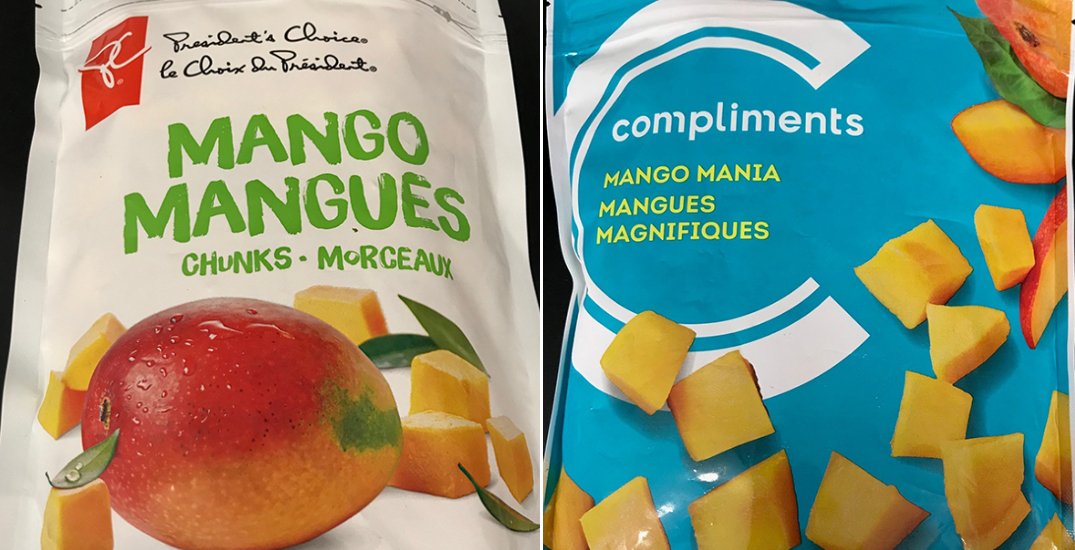 President's Choice®
le Choix du Président®
MANGO
MANGUES
CHUNKS • MORCEAUX
compliments
MANGO MANIA
MANGUES
MAGNIFIQUES